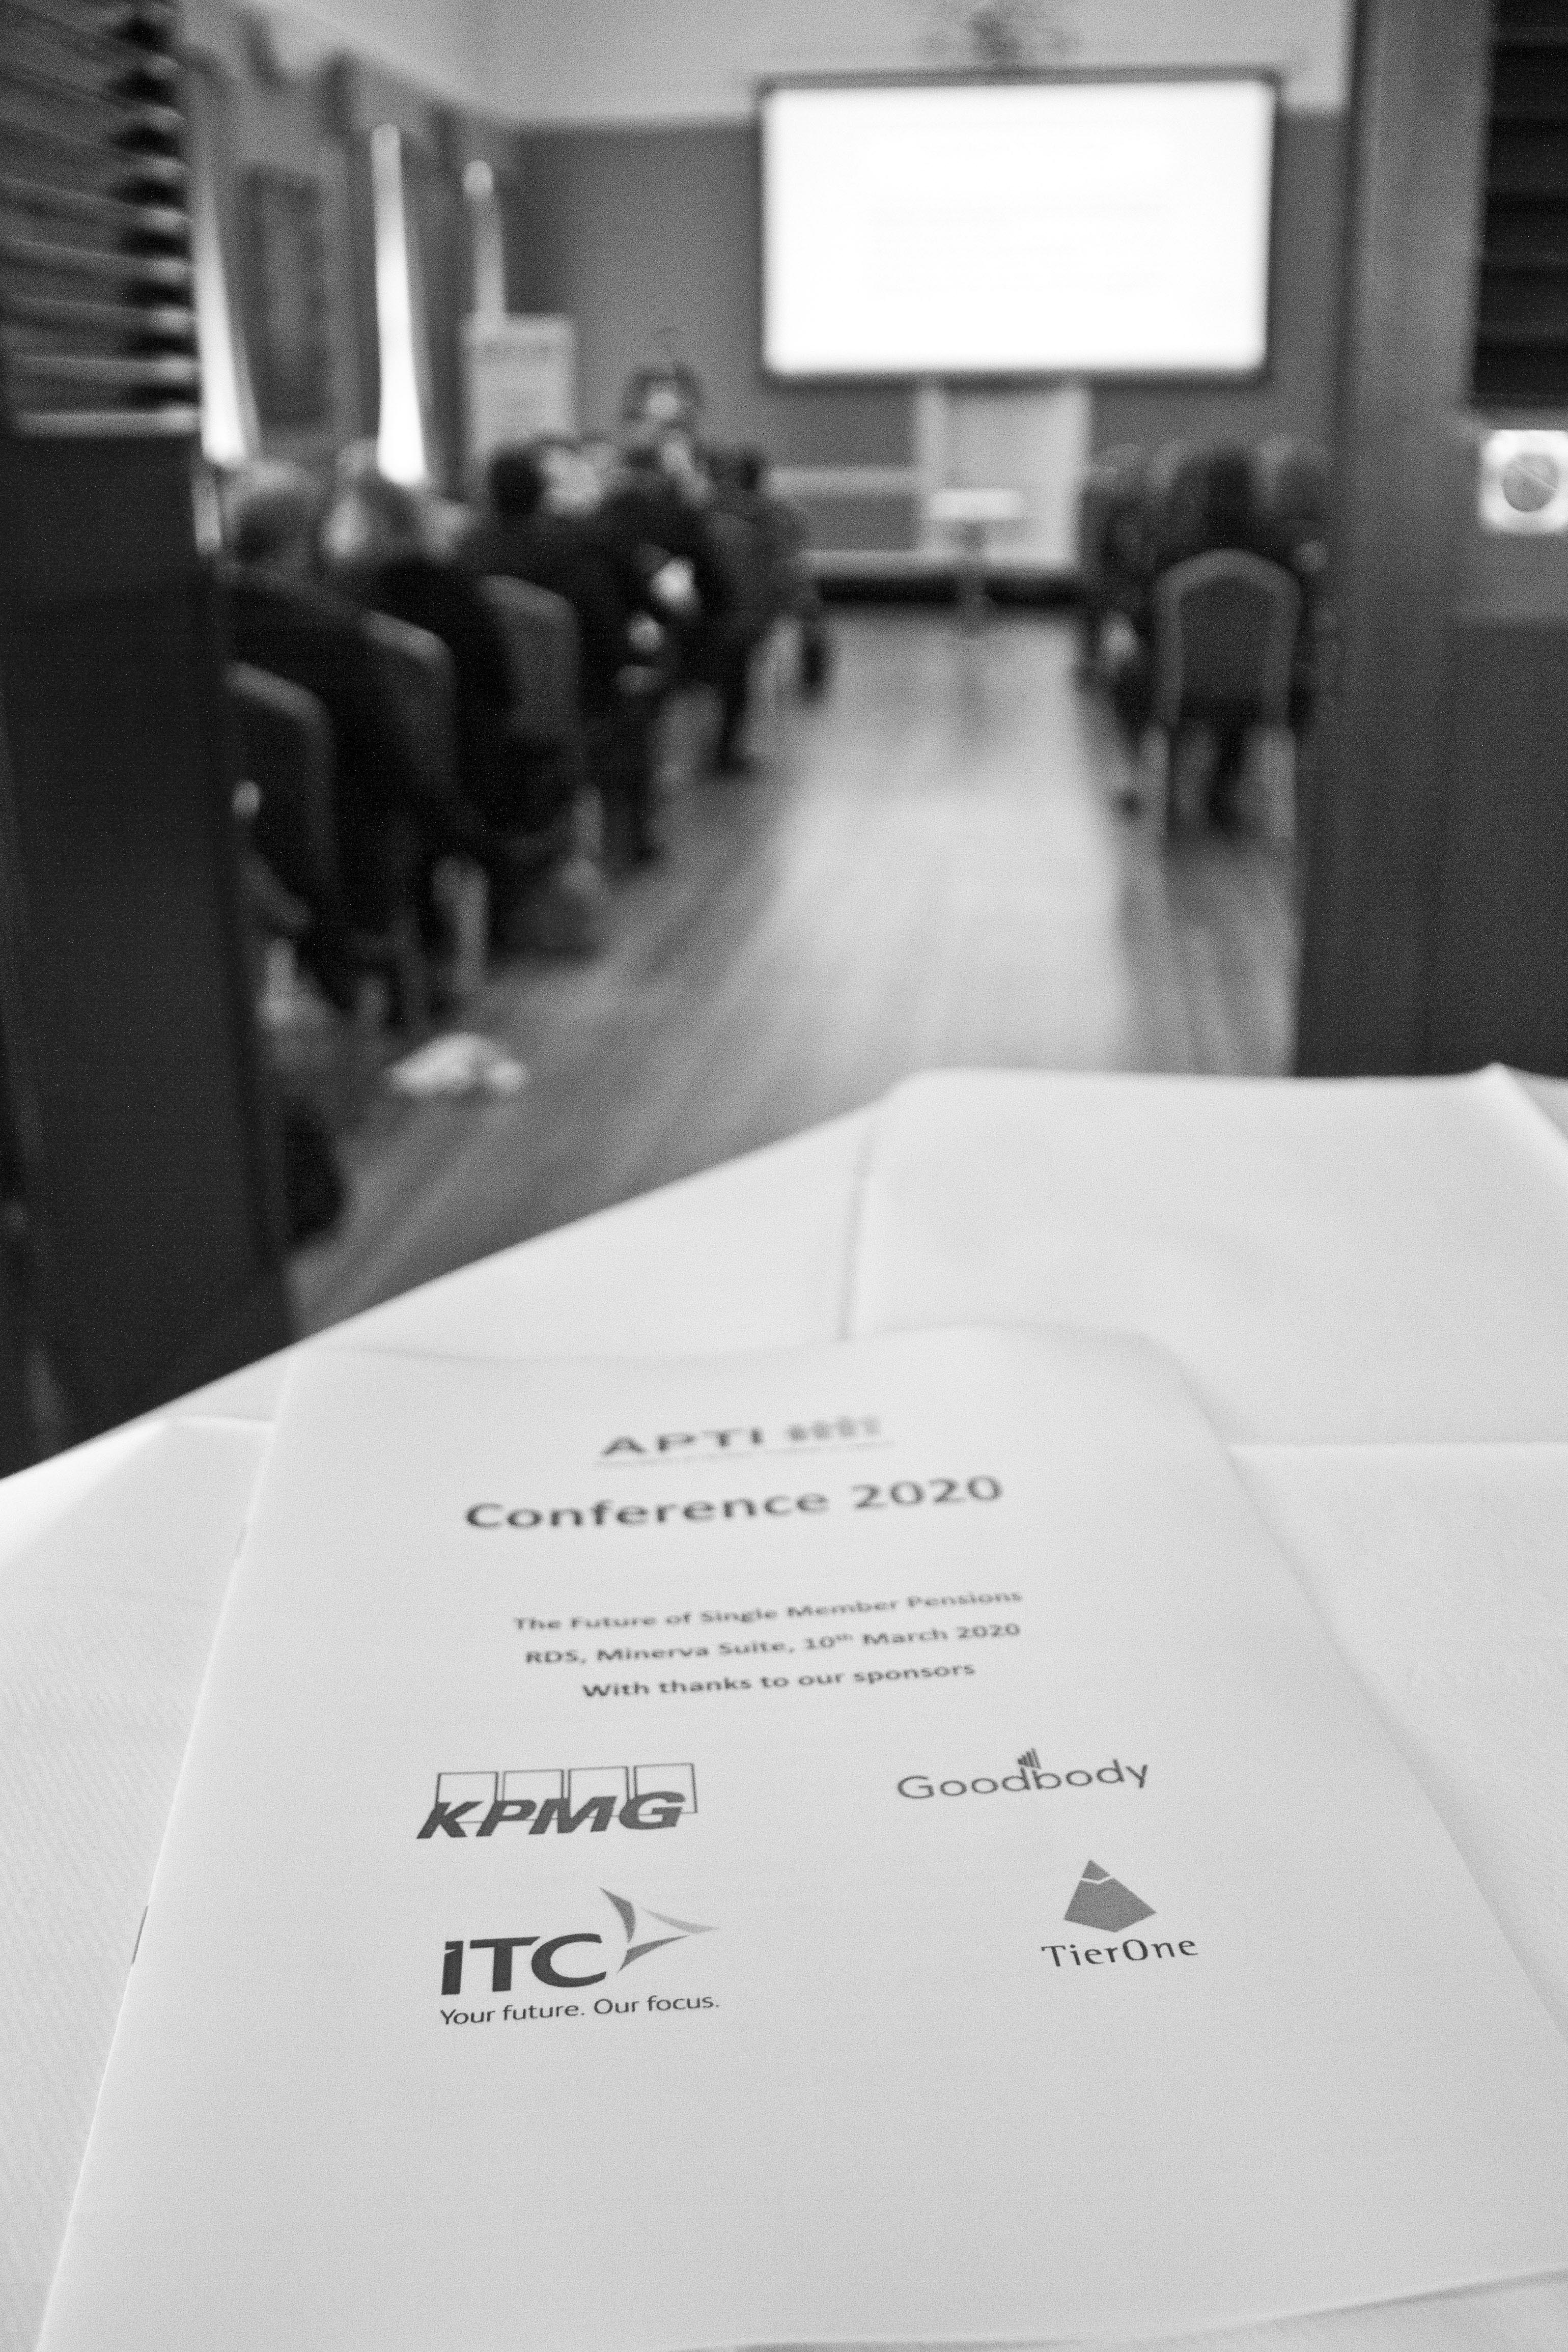 APTI
Conference 2020
The Future of Single Member Pensions
RDS, Minerva Suite, 10th March 2020
With thanks to our sponsors
KPMG
Goodbody
iTC
Your future. Our focus.
TierOne